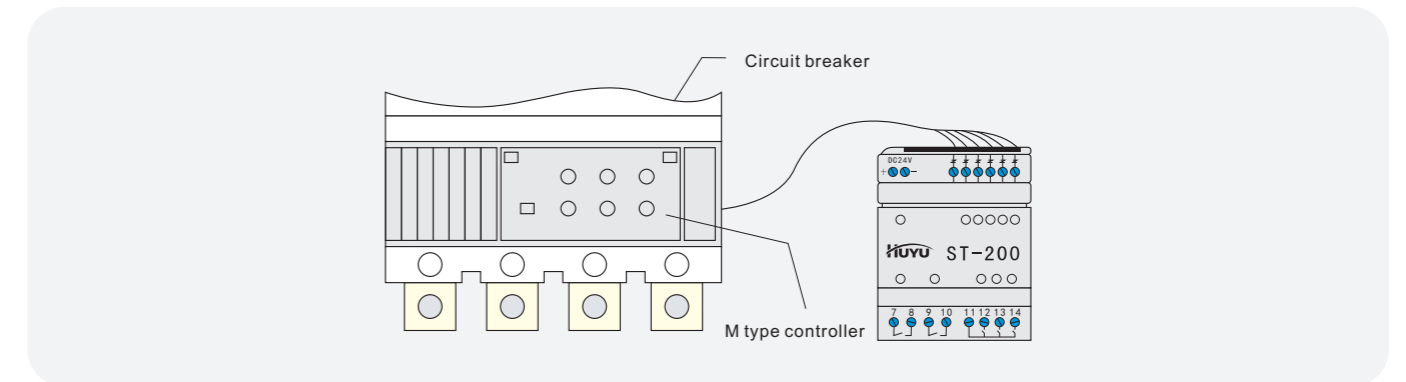 Circuit breaker
DC24V
+ −
HUYU ST-200
7 8 9 10 11 12 13 14
M type controller